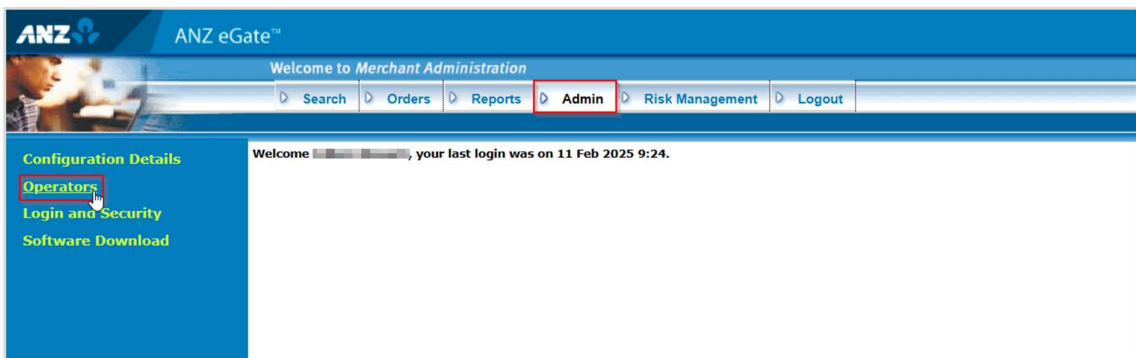 ANZ
ANZ eGate™
Welcome to Merchant Administration
Search Orders Reports Admin Risk Management Logout
Configuration Details
Operators
Login and Security
Software Download
Welcome , your last login was on 11 Feb 2025 9:24.